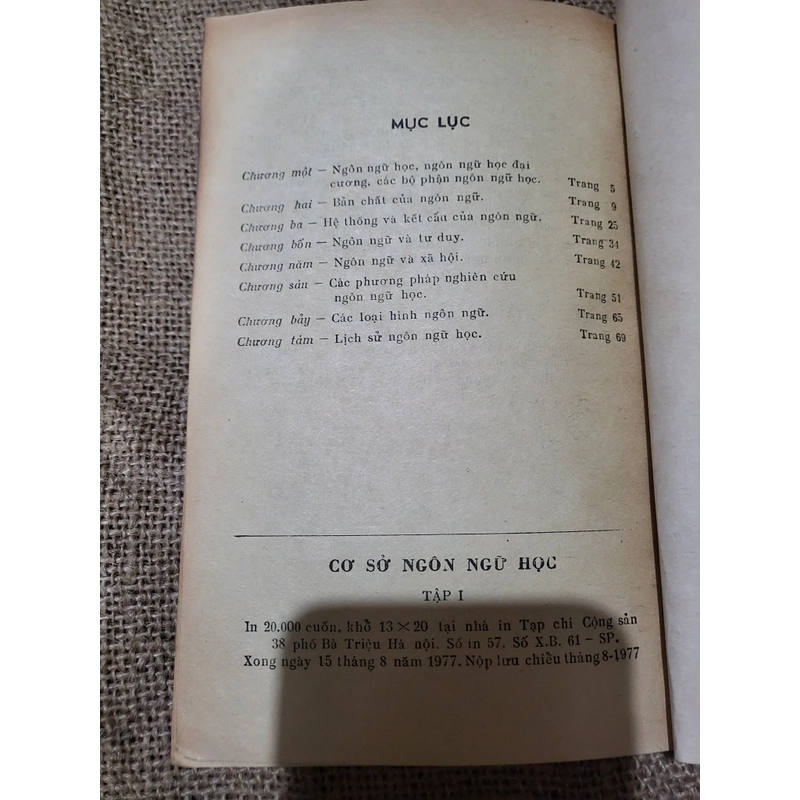 MỤC LỤC
Chương một – Ngôn ngữ học, ngôn ngữ học đại
cương, các bộ phận ngôn ngữ học. Trang 5
Chương hai – Bản chất của ngôn ngữ. Trang 9
Chương ba – Hệ thống và kết cấu của ngôn ngữ. Trang 25
Chương bốn – Ngôn ngữ và tư duy. Trang 34
Chương năm – Ngôn ngữ và xã hội. Trang 42
Chương sáu – Các phương pháp nghiên cứu
ngôn ngữ học. Trang 51
Chương bảy – Các loại hình ngôn ngữ. Trang 65
Chương tám – Lịch sử ngôn ngữ học. Trang 69
CƠ SỞ NGÔN NGỮ HỌC
TẬP I
In 20.000 cuốn, khổ 13 × 20 tại nhà in Tạp chí Cộng sản
38 phố Bà Triệu Hà nội. Số in 57. Số X.B. 61 – SP.
Xong ngày 15 tháng 8 năm 1977. Nộp lưu chiểu tháng 8-1977